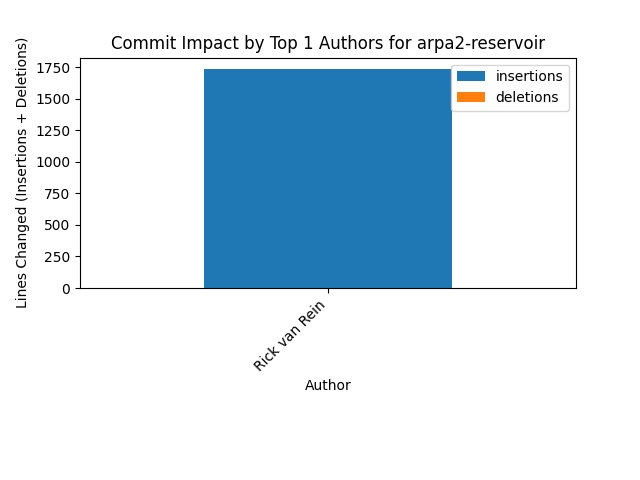 Commit Impact by Top 1 Authors for arpa2-reservoir
Lines Changed (Insertions + Deletions)
1750
1500
1250
1000
750
500
250
0
insertions
deletions
Rick van Rein
Author